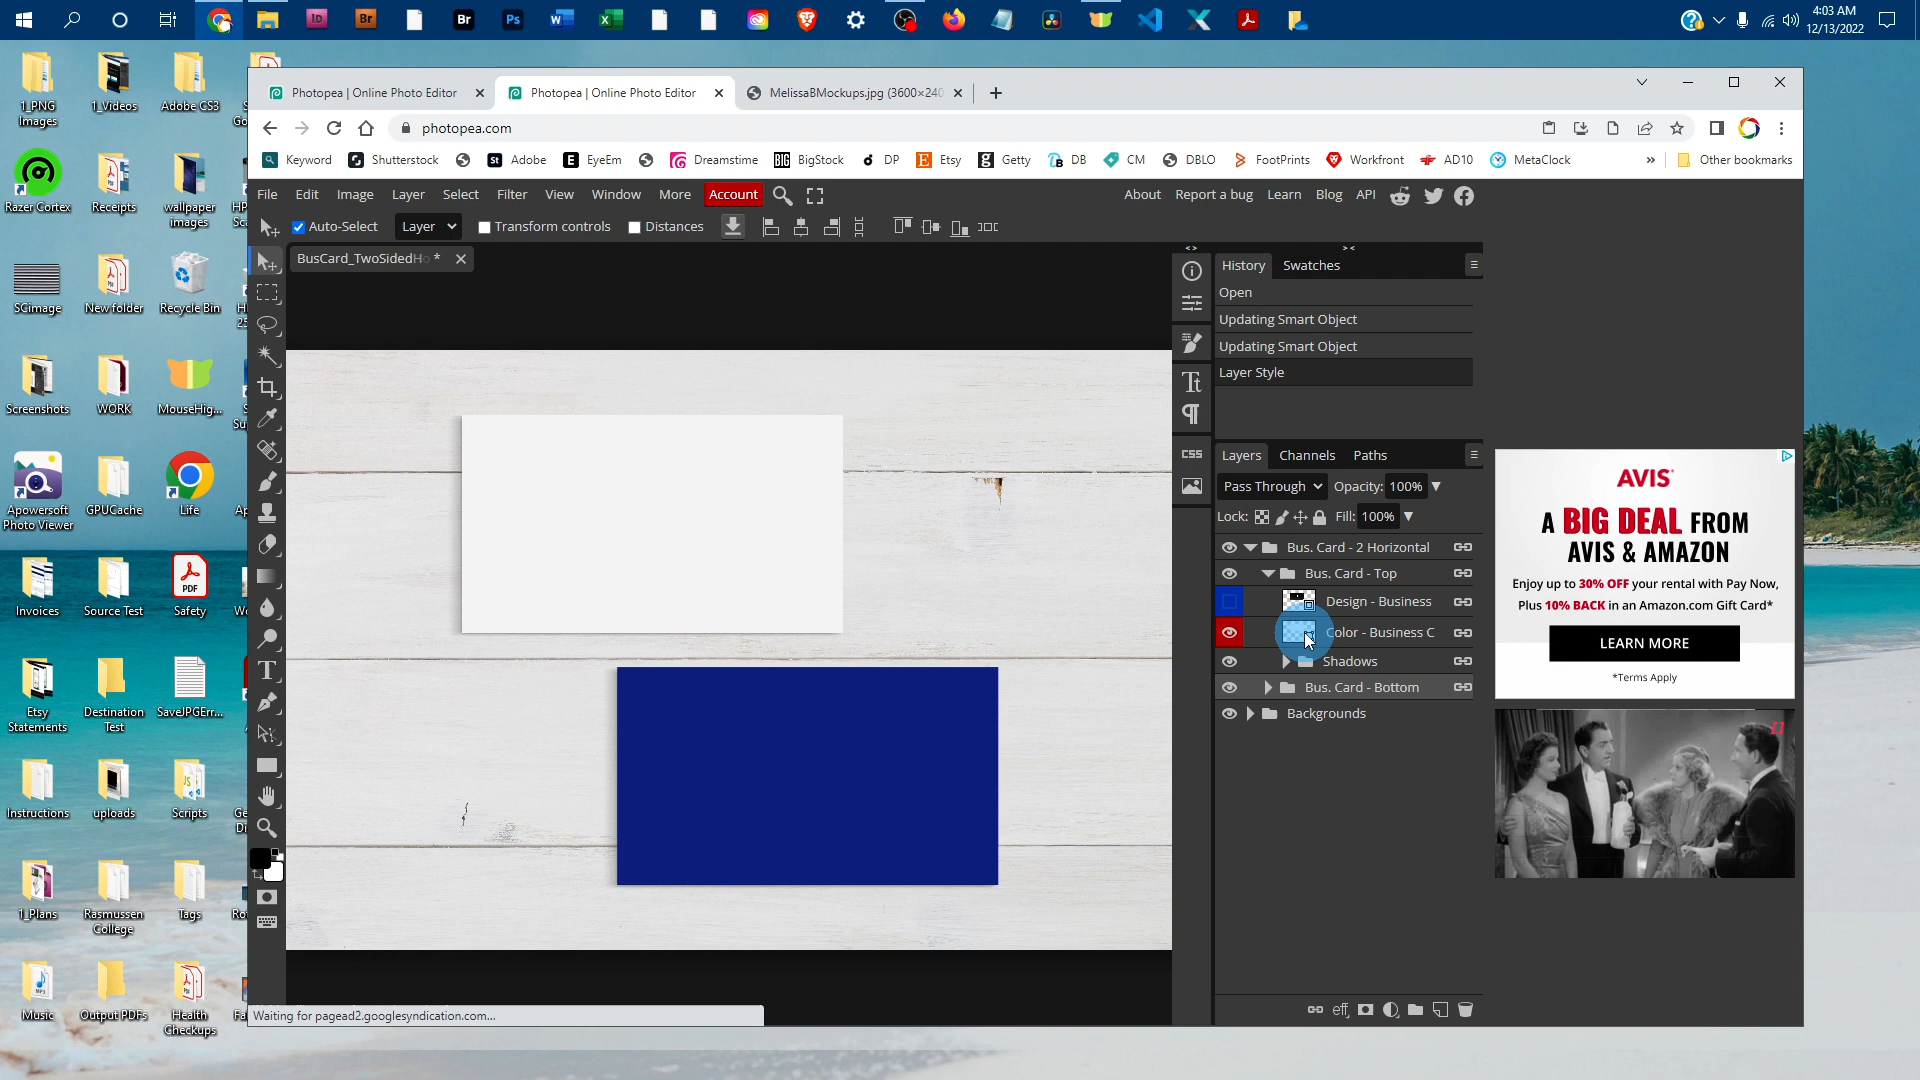 4:03 AM
12/13/2022
1_PNG Images
1_Videos
Adobe CS3
Razer Cortex
Receipts
wallpaper images
SCimage
New folder
Recycle Bin
Screenshots
WORK
MouseHig...
Apowersoft Photo Viewer
GPUCache
Life
Invoices
Source Test
Safety
Etsy Statements
Destination Test
SaveJPGErr...
Instructions
uploads
Scripts
1_Plans
Rasmussen College
Tags
Music
Output PDFs
Health Checkups
Photopea | Online Photo Editor
Photopea | Online Photo Editor
MelissaBMockups.jpg (3600×240
photopea.com
Keyword Shutterstock Adobe EyeEm Dreamstime BigStock DP Etsy Getty DB CM DBLO FootPrints Workfront AD10 MetaClock » Other bookmarks
File Edit Image Layer Select Filter View Window More Account
About Report a bug Learn Blog API
Auto-Select Layer Transform controls Distances
BusCard_TwoSidedHo *
History Swatches
Open
Updating Smart Object
Updating Smart Object
Layer Style
CSS
Layers Channels Paths
Pass Through Opacity: 100%
Lock: Fill: 100%
Bus. Card - 2 Horizontal
Bus. Card - Top
Design - Business
Color - Business C
Shadows
Bus. Card - Bottom
Backgrounds
eff
AVIS
A BIG DEAL FROM
AVIS & AMAZON
Enjoy up to 30% OFF your rental with Pay Now,
Plus 10% BACK in an Amazon.com Gift Card*
LEARN MORE
*Terms Apply
pagead2.googlesyndication.com...